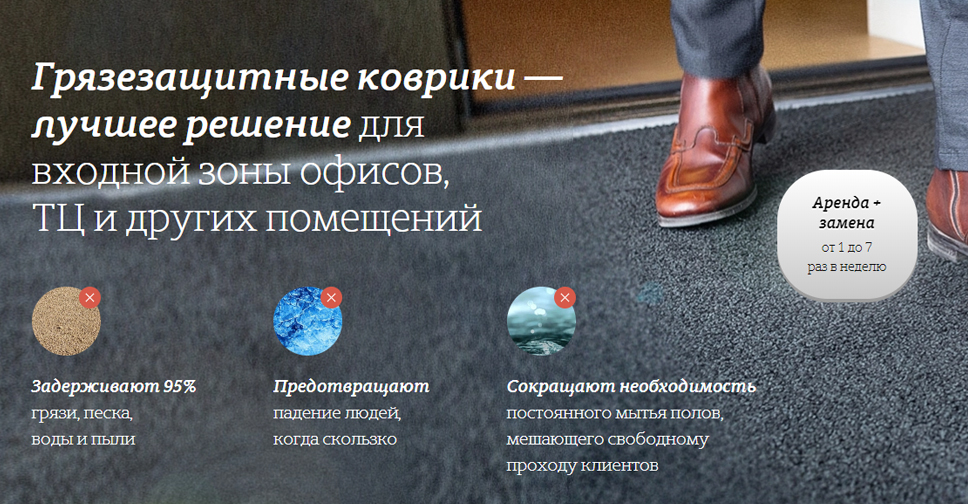 Грязезащитные коврики —
лучшее решение для
входной зоны офисов,
ТЦ и других помещений
Аренда +
замена
от 1 до 7
раз в неделю
Задерживают 95%
грязи, песка,
воды и пыли
Предотвращают
падение людей,
когда скользко
Сокращают необходимость
постоянного мытья полов,
мешающего свободному
проходу клиентов